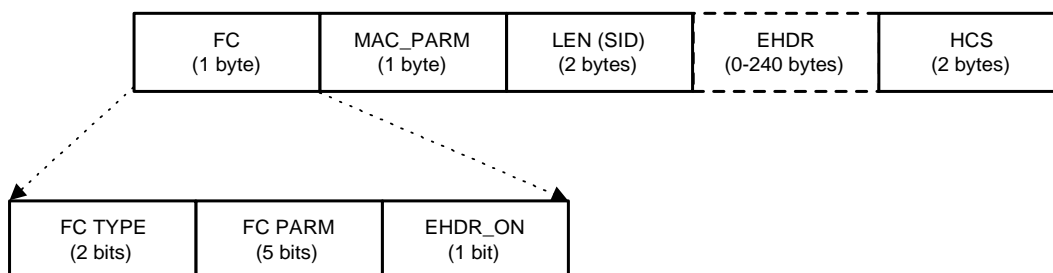 FC
(1 byte)
MAC_PARM
(1 byte)
LEN (SID)
(2 bytes)
EHDR
(0-240 bytes)
HCS
(2 bytes)
FC TYPE
(2 bits)
FC PARM
(5 bits)
EHDR_ON
(1 bit)